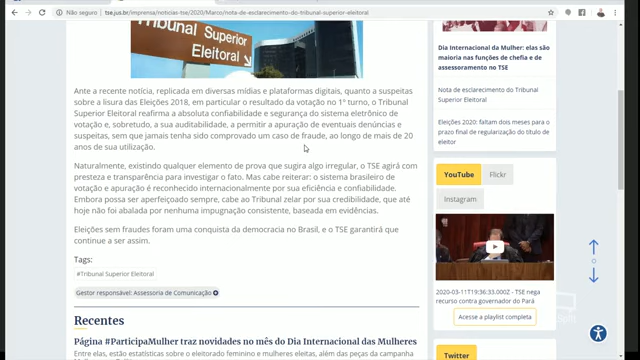 Não seguro
tse.jus.br/imprensa/noticias-tse/2020/Marco/nota-de-esclarecimento-do-tribunal-superior-eleitoral
Tribunal Superior
Eleitoral
Ante a recente notícia, replicada em diversas mídias e plataformas digitais, quanto a suspeitas
sobre a lisura das Eleições 2018, em particular o resultado da votação no 1º turno, o Tribunal
Superior Eleitoral reafirma a absoluta confiabilidade e segurança do sistema eletrônico de
votação e, sobretudo, a sua auditabilidade, a permitir a apuração de eventuais denúncias e
suspeitas, sem que jamais tenha sido comprovado um caso de fraude, ao longo de mais de 20
anos de sua utilização.
Naturalmente, existindo qualquer elemento de prova que sugira algo irregular, o TSE agirá com
presteza e transparência para investigar o fato. Mas cabe reiterar: o sistema brasileiro de
votação e apuração é reconhecido internacionalmente por sua eficiência e confiabilidade.
Embora possa ser aperfeiçoado sempre, cabe ao Tribunal zelar por sua credibilidade, que até
hoje não foi abalada por nenhuma impugnação consistente, baseada em evidências.
Eleições sem fraudes foram uma conquista da democracia no Brasil, e o TSE garantirá que
continue a ser assim.
Tags:
#Tribunal Superior Eleitoral
Gestor responsável: Assessoria de Comunicação
Recentes
Página #ParticipaMulher traz novidades no mês do Dia Internacional das Mulheres
Entre elas, estão estatísticas sobre o eleitorado feminino e mulheres eleitas, além das peças da campanha
Dia Internacional da Mulher: elas são
maioria nas funções de chefia e de
assessoramento no TSE
Nota de esclarecimento do Tribunal
Superior Eleitoral
Eleições 2020: faltam dois meses para o
prazo final de regularização do título de
eleitor
YouTube
Flickr
Instagram
2020-03-11T19:36:33.000Z - TSE nega
recurso contra governador do Pará
Acesse a playlist completa
Twitter